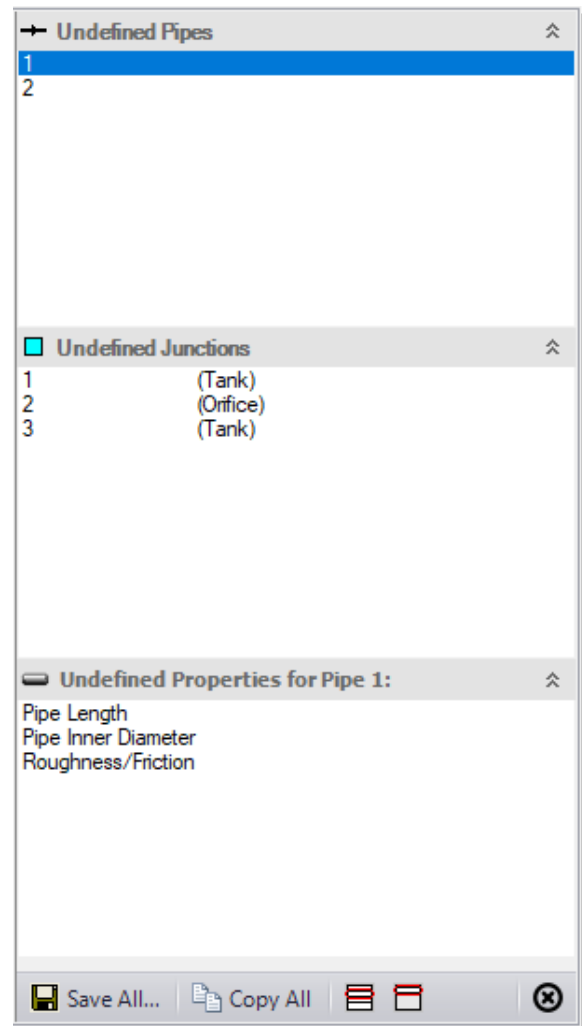 Undefined Pipes
1
2
Undefined Junctions
1 (Tank)
2 (Orifice)
3 (Tank)
Undefined Properties for Pipe 1:
Pipe Length
Pipe Inner Diameter
Roughness/Friction
Save All... Copy All